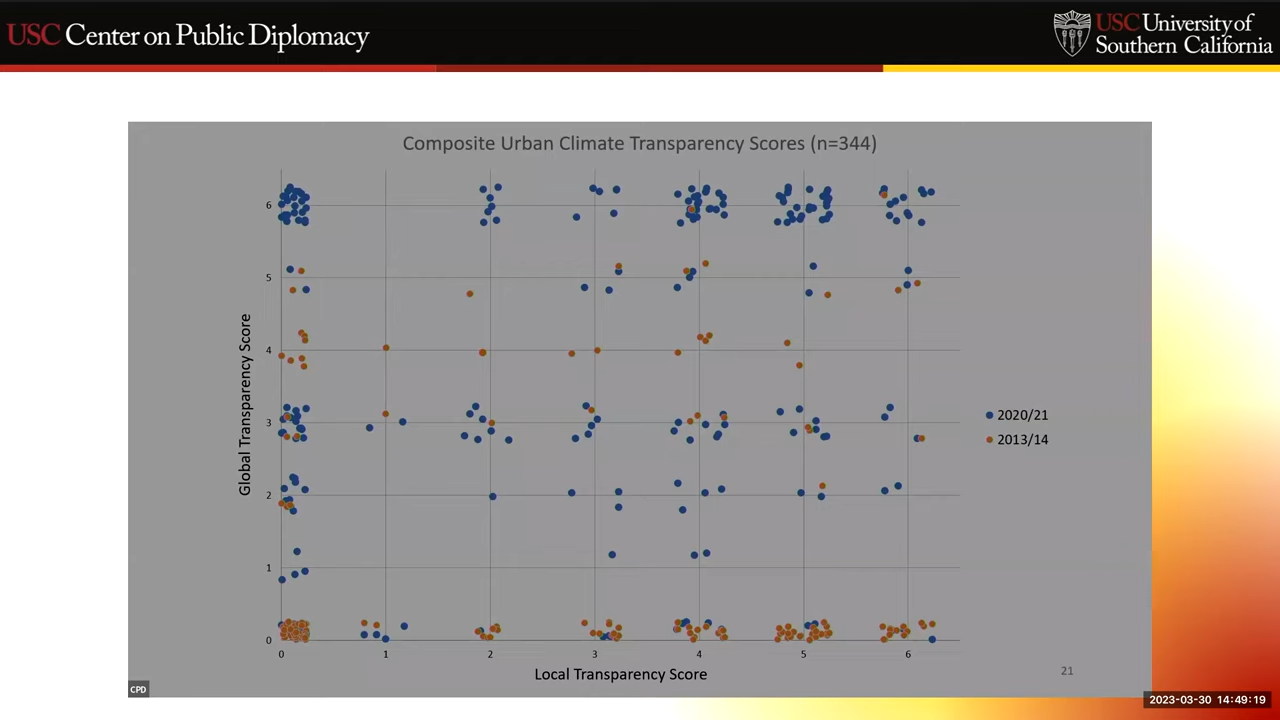 USC Center on Public Diplomacy
USC University of
Southern California
Composite Urban Climate Transparency Scores (n=344)
Global Transparency Score
6
5
4
3
2
1
0
0 1 2 3 4 5 6
Local Transparency Score
2020/21
2013/14
21
CPD
2023-03-30 14:49:19